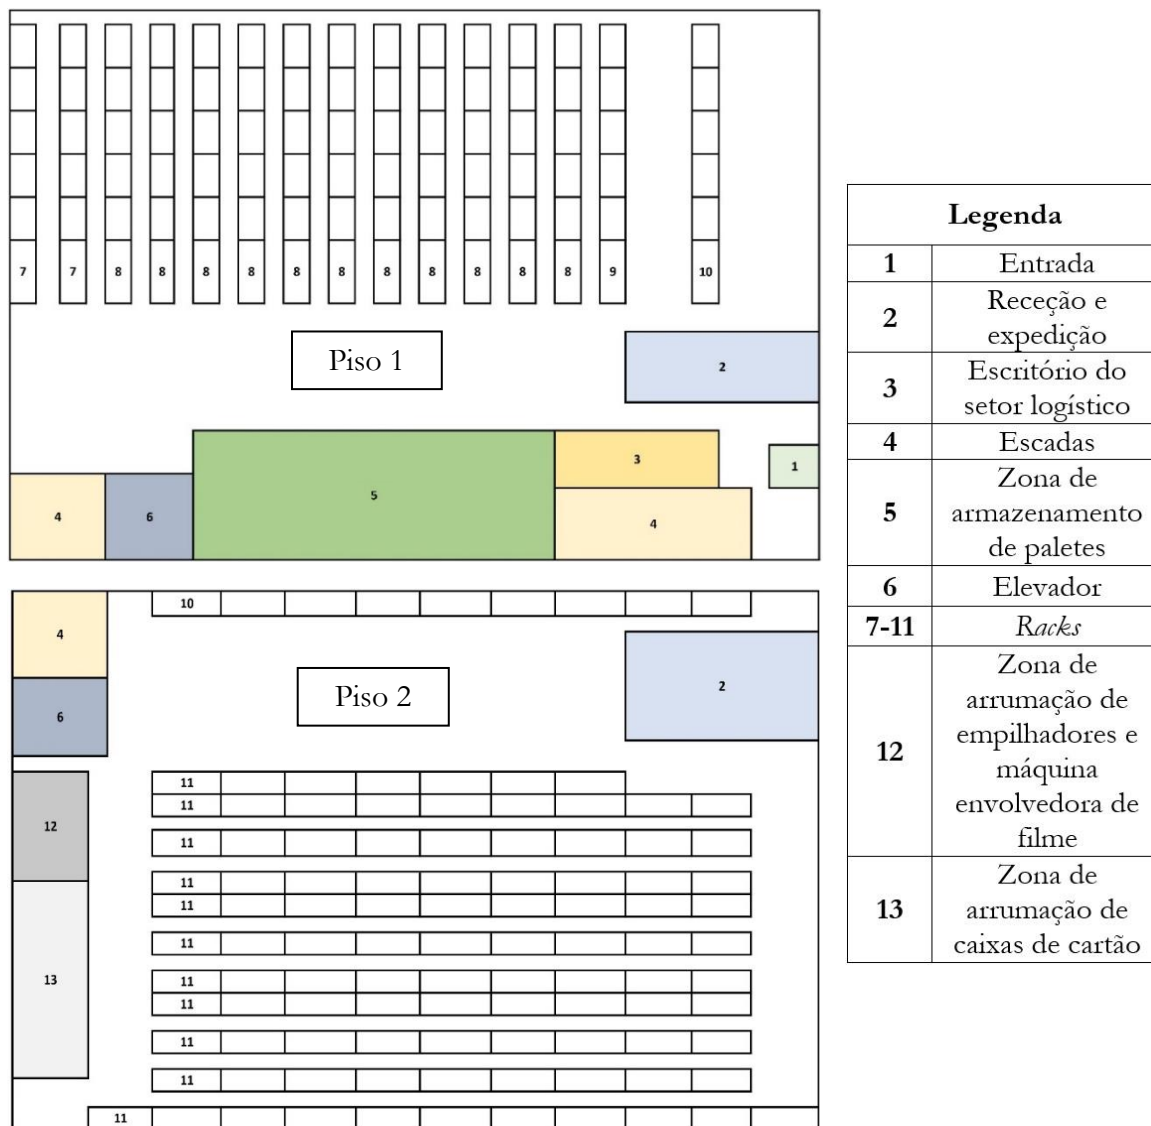 7 7 8 8 8 8 8 8 8 8 8 8 8 9 10
Piso 1
2
3
1
5
4
6
4
10
4
2
Piso 2
6
11
11
12
11
11
11
11
13
11
11
11
11
11
Legenda
1 Entrada
2 Receção e
expedição
3 Escritório do
setor logístico
4 Escadas
5 Zona de
armazenamento
de paletes
6 Elevador
7-11 Racks
12 Zona de
arrumação de
empilhadores e
máquina
envolvedora de
filme
13 Zona de
arrumação de
caixas de cartão